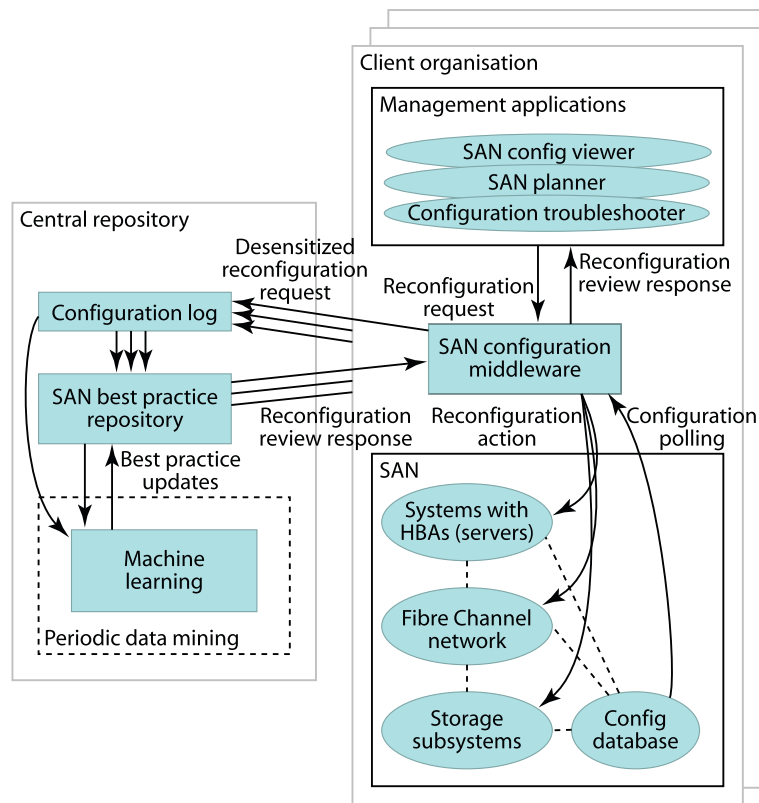 Client organisation
Management applications
SAN config viewer
SAN planner
Configuration troubleshooter
Central repository
Desensitized
reconfiguration
request
Reconfiguration
request
Reconfiguration
review response
Configuration log
SAN configuration
middleware
SAN best practice
repository
Reconfiguration
review response
Reconfiguration
action
Configuration
polling
Best practice
updates
SAN
Systems with
HBAs (servers)
Machine
learning
Fibre Channel
network
Periodic data mining
Storage
subsystems
Config
database